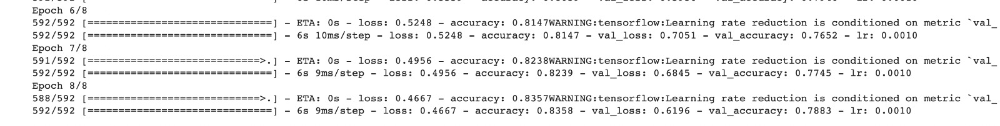 Epoch 6/8
592/592 [==============================] - ETA: 0s - loss: 0.5248 - accuracy: 0.8147WARNING:tensorflow:Learning rate reduction is conditioned on metric `val_
592/592 [==============================] - 6s 10ms/step - loss: 0.5248 - accuracy: 0.8147 - val_loss: 0.7051 - val_accuracy: 0.7652 - lr: 0.0010
Epoch 7/8
591/592 [============================>.] - ETA: 0s - loss: 0.4956 - accuracy: 0.8238WARNING:tensorflow:Learning rate reduction is conditioned on metric `val_
592/592 [==============================] - 6s 9ms/step - loss: 0.4956 - accuracy: 0.8239 - val_loss: 0.6845 - val_accuracy: 0.7745 - lr: 0.0010
Epoch 8/8
588/592 [============================>.] - ETA: 0s - loss: 0.4667 - accuracy: 0.8357WARNING:tensorflow:Learning rate reduction is conditioned on metric `val_
592/592 [==============================] - 6s 9ms/step - loss: 0.4667 - accuracy: 0.8358 - val_loss: 0.6196 - val_accuracy: 0.7883 - lr: 0.0010